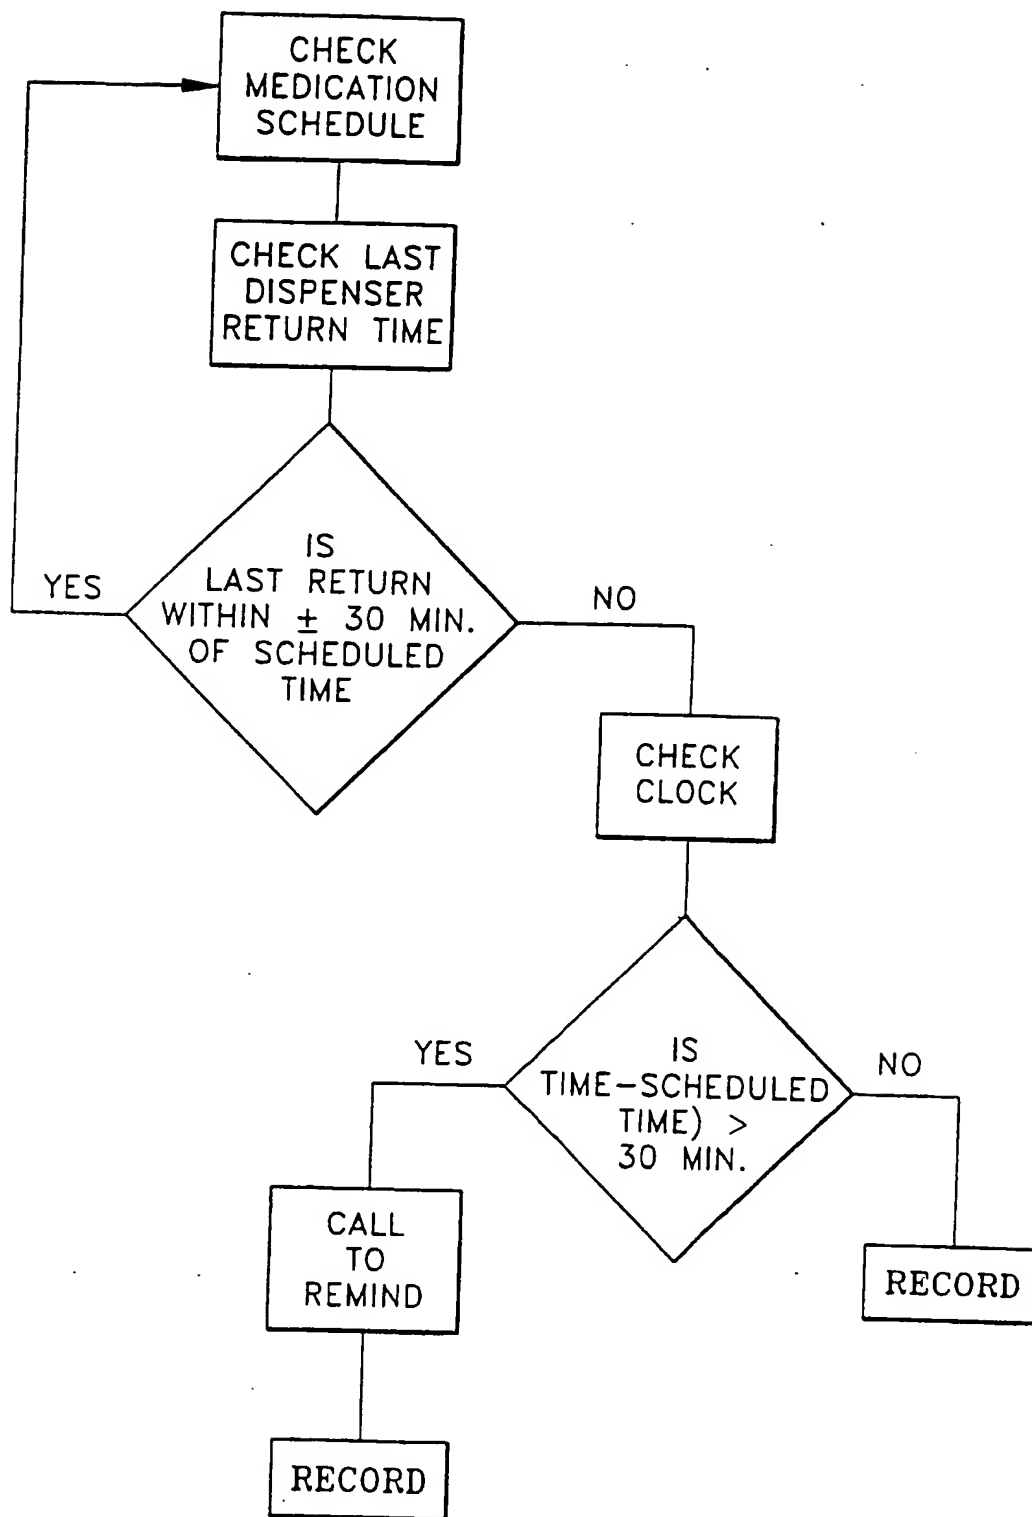 CHECK
MEDICATION
SCHEDULE
CHECK LAST
DISPENSER
RETURN TIME
IS
LAST RETURN
WITHIN ± 30 MIN.
OF SCHEDULED
TIME
YES
NO
CHECK
CLOCK
IS
TIME-SCHEDULED
TIME) >
30 MIN.
YES
NO
CALL
TO
REMIND
RECORD
RECORD